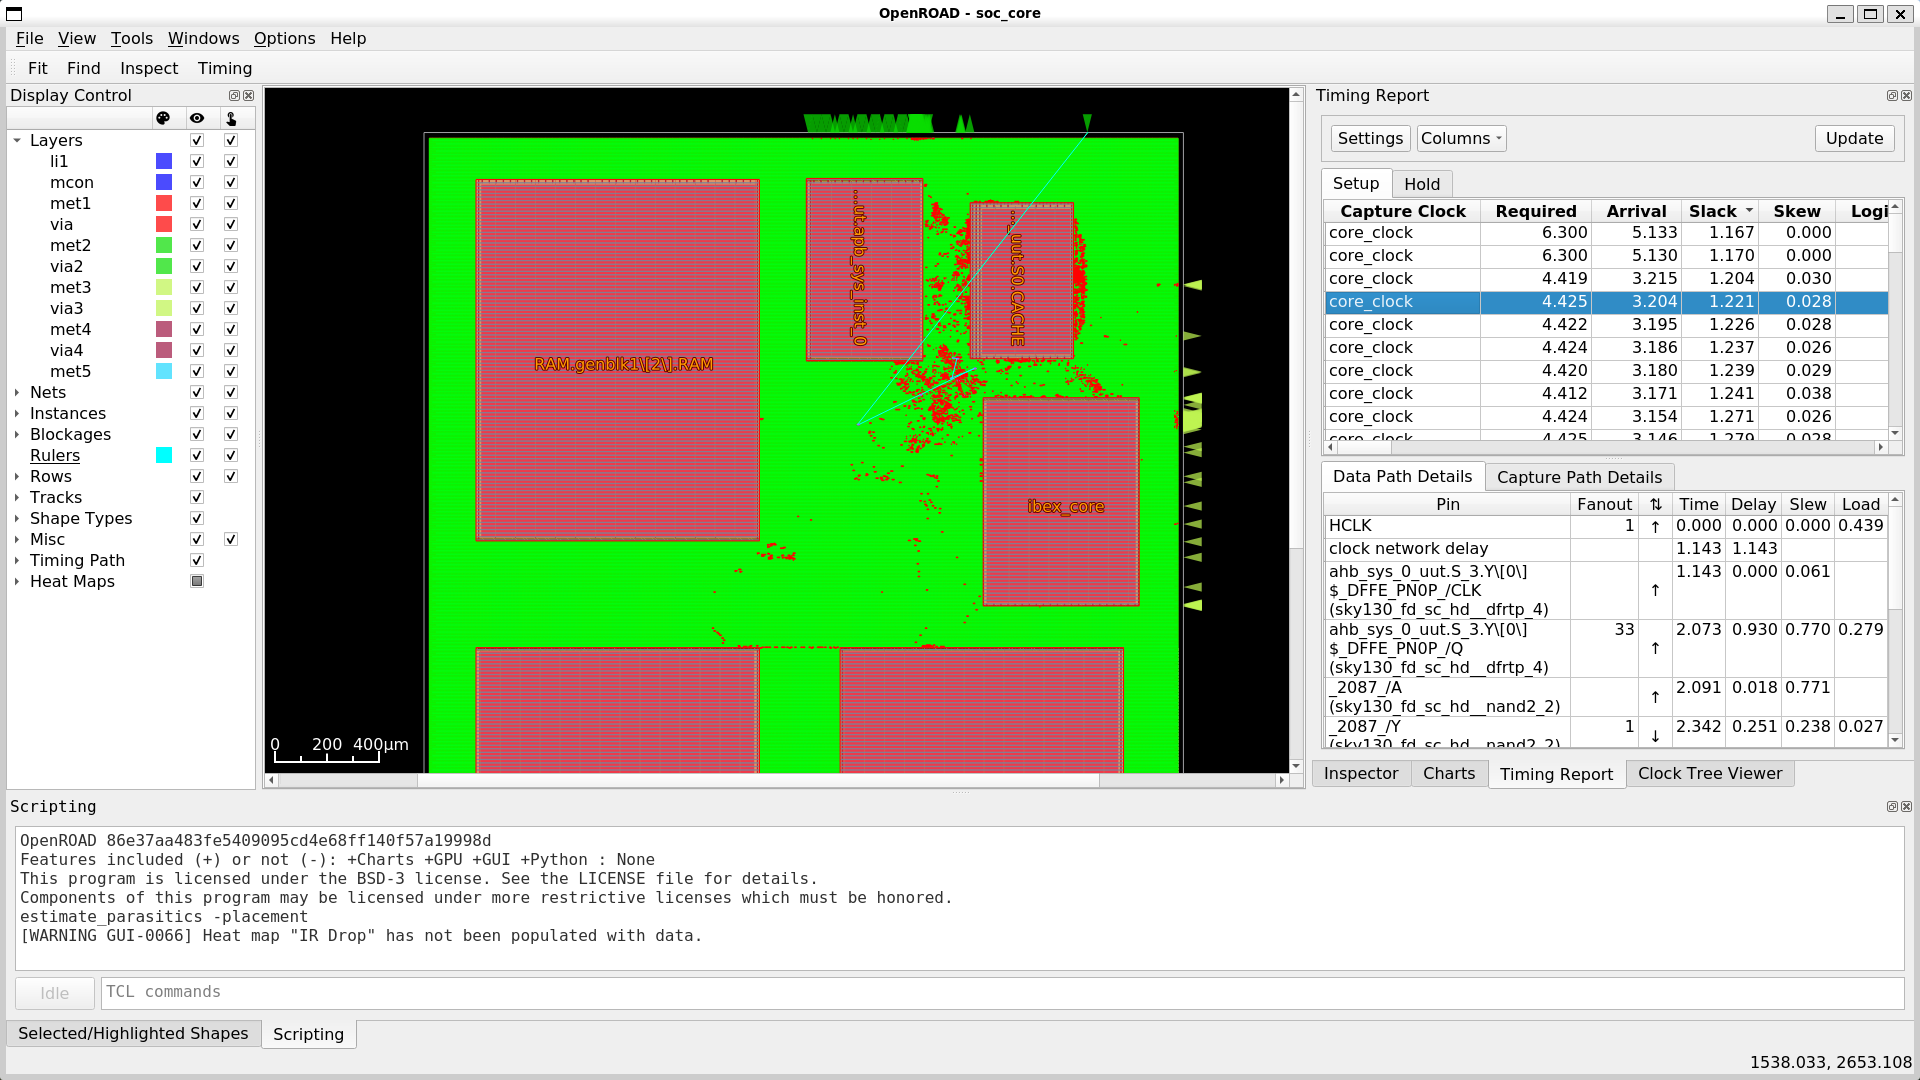 OpenROAD - soc_core
File View Tools Windows Options Help
Fit Find Inspect Timing
Display Control
Layers
li1
mcon
met1
via
met2
via2
met3
via3
met4
via4
met5
Nets
Instances
Blockages
Rulers
Rows
Tracks
Shape Types
Misc
Timing Path
Heat Maps
RAM.genblk1\[2\].RAM
...ut.apb_sys_inst_0
..._uut.S0.CACHE
ibex_core
0 200 400μm
Timing Report
Settings Columns Update
Setup Hold
Capture Clock Required Arrival Slack Skew Logi
core_clock 6.300 5.133 1.167 0.000
core_clock 6.300 5.130 1.170 0.000
core_clock 4.419 3.215 1.204 0.030
core_clock 4.425 3.204 1.221 0.028
core_clock 4.422 3.195 1.226 0.028
core_clock 4.424 3.186 1.237 0.026
core_clock 4.420 3.180 1.239 0.029
core_clock 4.412 3.171 1.241 0.038
core_clock 4.424 3.154 1.271 0.026
core_clock 4.425 3.146 1.279 0.028
Data Path Details Capture Path Details
Pin Fanout ⇅ Time Delay Slew Load
HCLK 1 ↑ 0.000 0.000 0.000 0.439
clock network delay 1.143 1.143
ahb_sys_0_uut.S_3.Y\[0\]
$_DFFE_PN0P_/CLK ↑ 1.143 0.000 0.061
(sky130_fd_sc_hd__dfrtp_4)
ahb_sys_0_uut.S_3.Y\[0\] 33 2.073 0.930 0.770 0.279
$_DFFE_PN0P_/Q ↑
(sky130_fd_sc_hd__dfrtp_4)
_2087_/A ↑ 2.091 0.018 0.771
(sky130_fd_sc_hd__nand2_2)
_2087_/Y 1 ↓ 2.342 0.251 0.238 0.027
(sky130_fd_sc_hd__nand2_2)
Inspector Charts Timing Report Clock Tree Viewer
Scripting
OpenROAD 86e37aa483fe5409095cd4e68ff140f57a19998d
Features included (+) or not (-): +Charts +GPU +GUI +Python : None
This program is licensed under the BSD-3 license. See the LICENSE file for details.
Components of this program may be licensed under more restrictive licenses which must be honored.
estimate_parasitics -placement
[WARNING GUI-0066] Heat map "IR Drop" has not been populated with data.
Idle TCL commands
Selected/Highlighted Shapes Scripting
1538.033, 2653.108